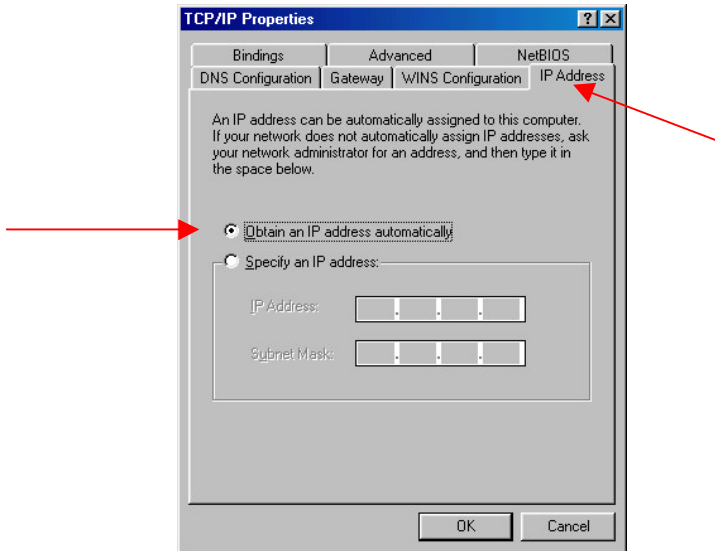 TCP/IP Properties
Bindings
Advanced
NetBIOS
DNS Configuration
Gateway
WINS Configuration
IP Address
An IP address can be automatically assigned to this computer.
If your network does not automatically assign IP addresses, ask
your network administrator for an address, and then type it in
the space below.
Obtain an IP address automatically
Specify an IP address:
IP Address:
Subnet Mask:
OK
Cancel